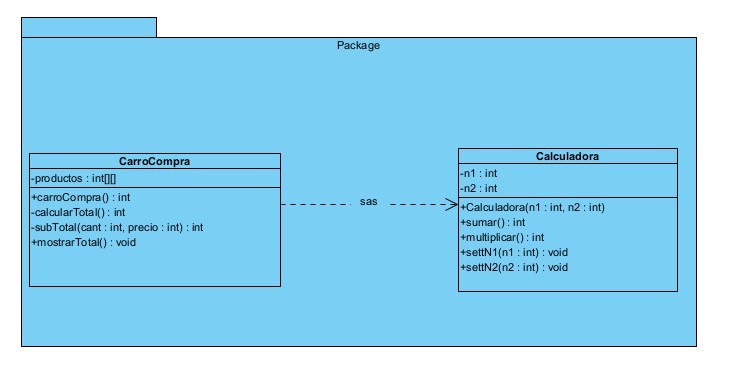 Package
CarroCompra
-productos : int[][]
+carroCompra() : int
-calcularTotal() : int
-subTotal(cant : int, precio : int) : int
+mostrarTotal() : void
sas
Calculadora
-n1 : int
-n2 : int
+Calculadora(n1 : int, n2 : int)
+sumar() : int
+multiplicar() : int
+settN1(n1 : int) : void
+settN2(n2 : int) : void